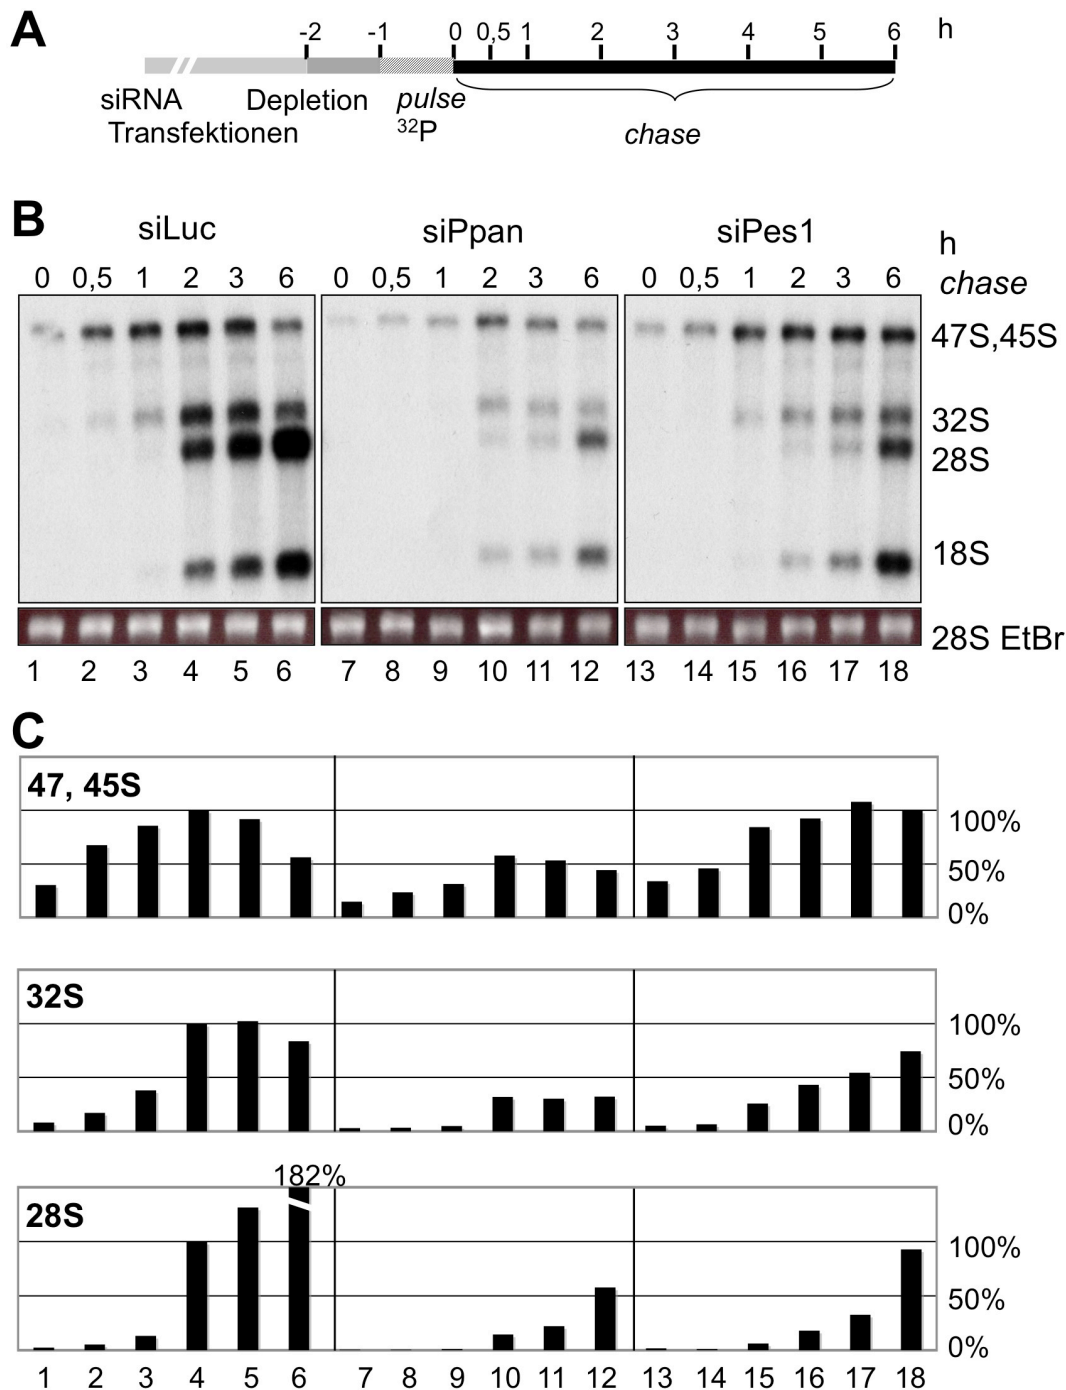 A
-2 -1 0 0,5 1 2 3 4 5 6 h
siRNA Depletion pulse
Transfektionen 32P chase
B
siLuc siPpan siPes1
h
0 0,5 1 2 3 6 0 0,5 1 2 3 6 0 0,5 1 2 3 6
chase
47S,45S
32S
28S
18S
28S EtBr
1 2 3 4 5 6 7 8 9 10 11 12 13 14 15 16 17 18
C
47, 45S
100%
50%
0%
32S
100%
50%
0%
182%
28S
100%
50%
0%
1 2 3 4 5 6 7 8 9 10 11 12 13 14 15 16 17 18